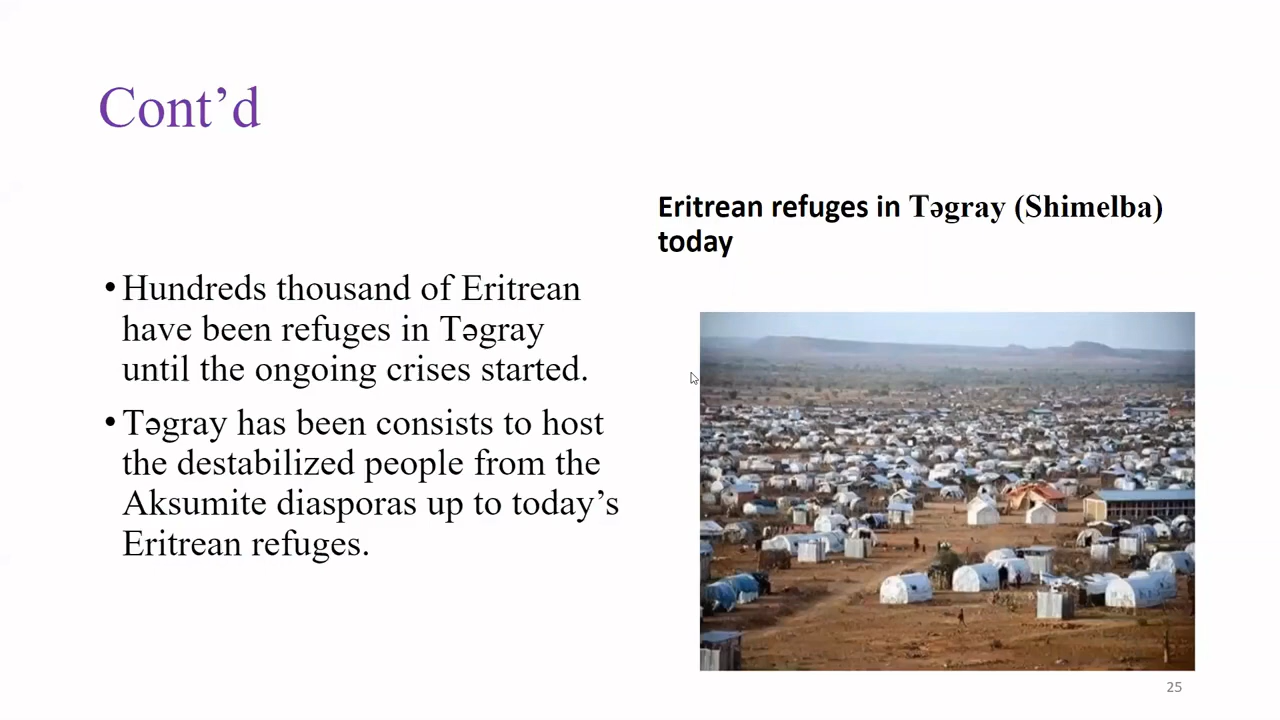 Cont’d
Eritrean refuges in Təgray (Shimelba)
today
•Hundreds thousand of Eritrean
have been refuges in Təgray
until the ongoing crises started.
•Təgray has been consists to host
the destabilized people from the
Aksumite diasporas up to today’s
Eritrean refuges.
25